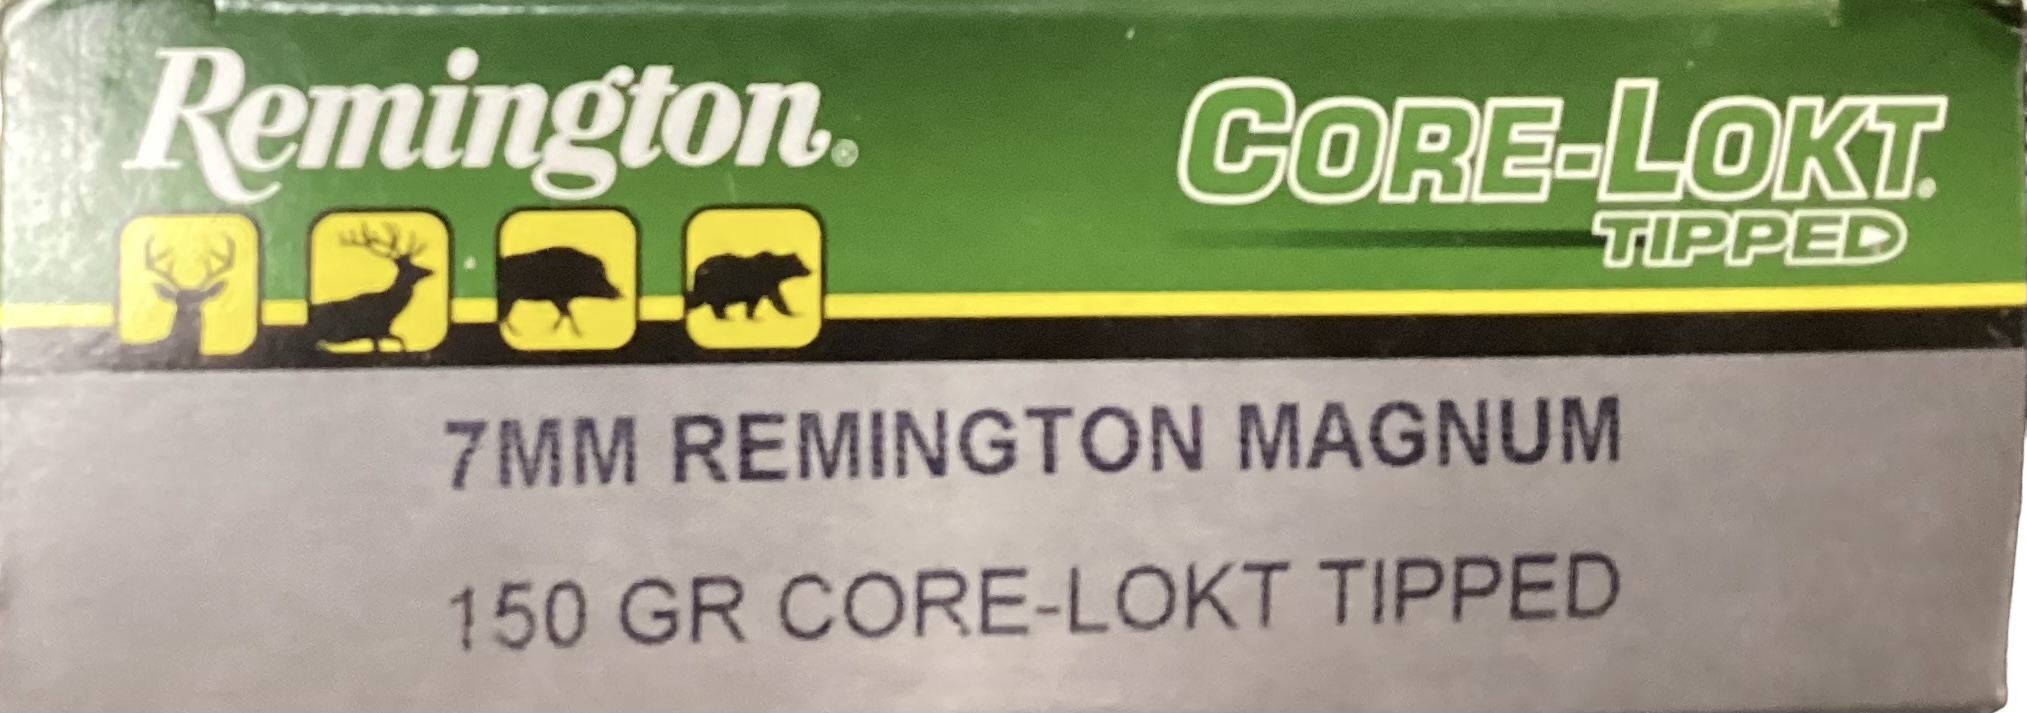 Remington®
CORE-LOKT®
TIPPED
7MM REMINGTON MAGNUM
150 GR CORE-LOKT TIPPED